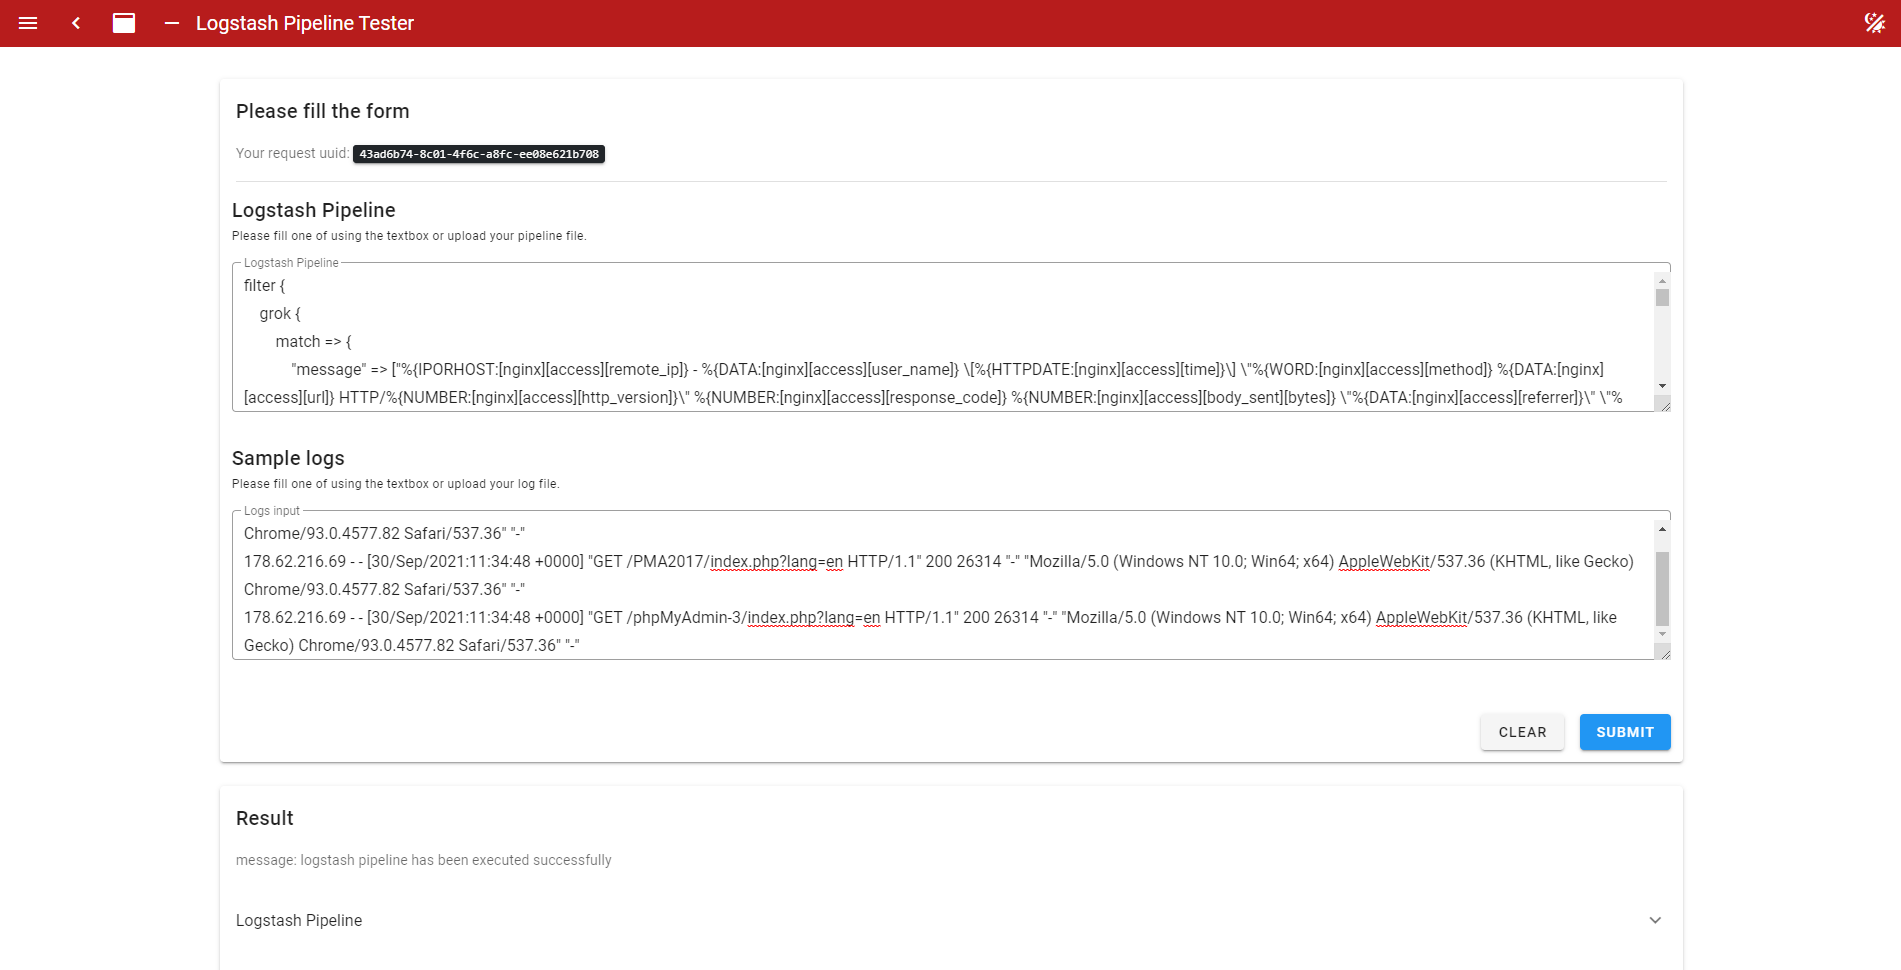 Logstash Pipeline Tester
Please fill the form
Your request uuid: 43ad6b74-8c01-4f6c-a8fc-ee08e621b708
Logstash Pipeline
Please fill one of using the textbox or upload your pipeline file.
Logstash Pipeline
filter {
grok {
match => {
"message" => ["%{IPORHOST:[nginx][access][remote_ip]} - %{DATA:[nginx][access][user_name]} \[%{HTTPDATE:[nginx][access][time]}\] \"%{WORD:[nginx][access][method]} %{DATA:[nginx]
[access][url]} HTTP/%{NUMBER:[nginx][access][http_version]}\" %{NUMBER:[nginx][access][response_code]} %{NUMBER:[nginx][access][body_sent][bytes]} \"%{DATA:[nginx][access][referrer]}\" \"%
Sample logs
Please fill one of using the textbox or upload your log file.
Logs input
Chrome/93.0.4577.82 Safari/537.36" "-"
178.62.216.69 - - [30/Sep/2021:11:34:48 +0000] "GET /PMA2017/index.php?lang=en HTTP/1.1" 200 26314 "-" "Mozilla/5.0 (Windows NT 10.0; Win64; x64) AppleWebKit/537.36 (KHTML, like Gecko)
Chrome/93.0.4577.82 Safari/537.36" "-"
178.62.216.69 - - [30/Sep/2021:11:34:48 +0000] "GET /phpMyAdmin-3/index.php?lang=en HTTP/1.1" 200 26314 "-" "Mozilla/5.0 (Windows NT 10.0; Win64; x64) AppleWebKit/537.36 (KHTML, like
Gecko) Chrome/93.0.4577.82 Safari/537.36" "-"
CLEAR
SUBMIT
Result
message: logstash pipeline has been executed successfully
Logstash Pipeline